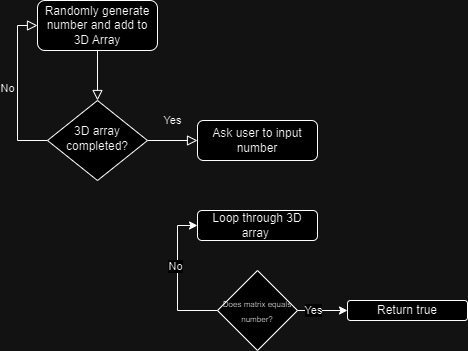 Randomly generate
number and add to
3D Array
No
3D array
completed?
Yes
Ask user to input
number
Loop through 3D
array
No
Does matrix equals
number?
Yes
Return true